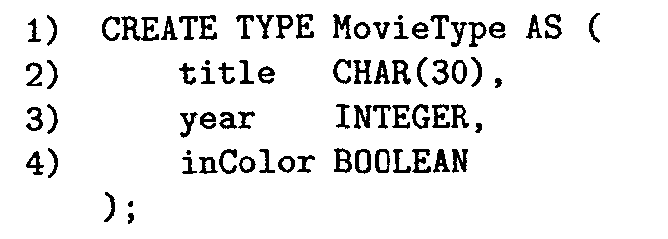 1) CREATE TYPE MovieType AS (
2) title CHAR(30),
3) year INTEGER,
4) inColor BOOLEAN
);